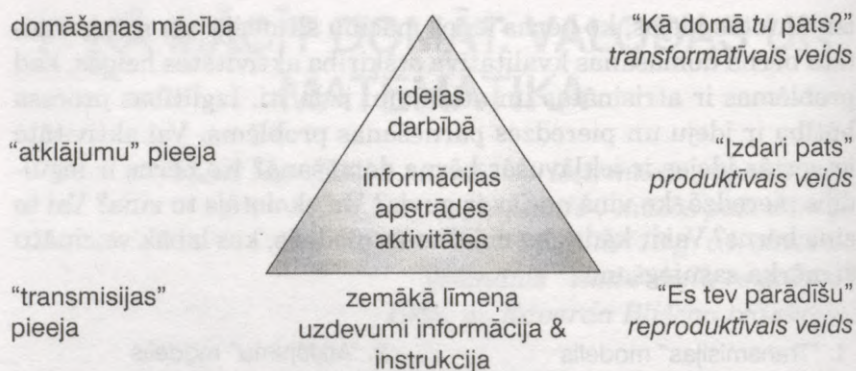 domāšanas mācība
“Kā domā tu pats?”
transformatīvais veids
idejas
darbībā
“atklājumu” pieeja
“Izdari pats”
produktīvais veids
informācijas
apstrādes
aktivitātes
“transmisijas”
pieeja
zemākā līmeņa
uzdevumi informācija &
instrukcija
“Es tev parādīšu”
reproduktīvais veids